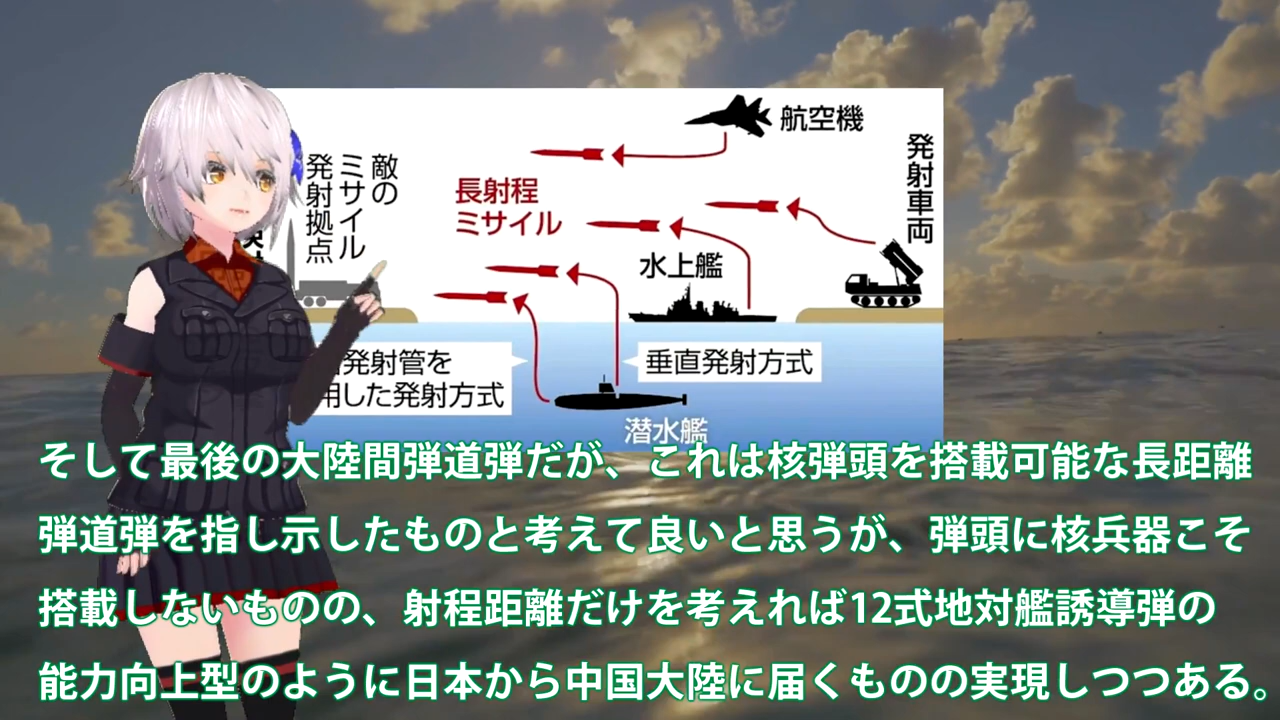 航空機
発射車両
敵の
ミサイル
発射拠点
長射程
ミサイル
水上艦
発射管を
用した発射方式
垂直発射方式
潜水艦
そして最後の大陸間弾道弾だが、これは核弾頭を搭載可能な長距離
弾道弾を指し示したものと考えて良いと思うが、弾頭に核兵器こそ
搭載しないものの、射程距離だけを考えれば12式地対艦誘導弾の
能力向上型のように日本から中国大陸に届くものの実現しつつある。